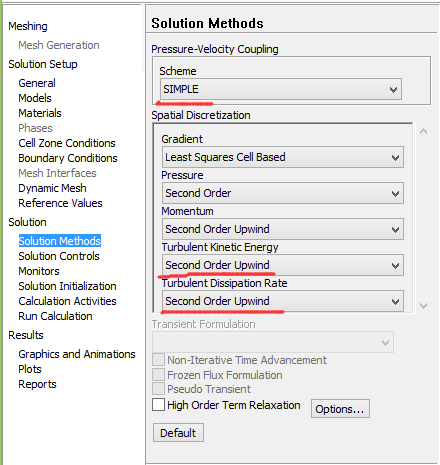 Meshing
Mesh Generation
Solution Setup
General
Models
Materials
Phases
Cell Zone Conditions
Boundary Conditions
Mesh Interfaces
Dynamic Mesh
Reference Values
Solution
Solution Methods
Solution Controls
Monitors
Solution Initialization
Calculation Activities
Run Calculation
Results
Graphics and Animations
Plots
Reports
Solution Methods
Pressure-Velocity Coupling
Scheme
SIMPLE
Spatial Discretization
Gradient
Least Squares Cell Based
Pressure
Second Order
Momentum
Second Order Upwind
Turbulent Kinetic Energy
Second Order Upwind
Turbulent Dissipation Rate
Second Order Upwind
Transient Formulation
Non-Iterative Time Advancement
Frozen Flux Formulation
Pseudo Transient
High Order Term Relaxation
Options...
Default